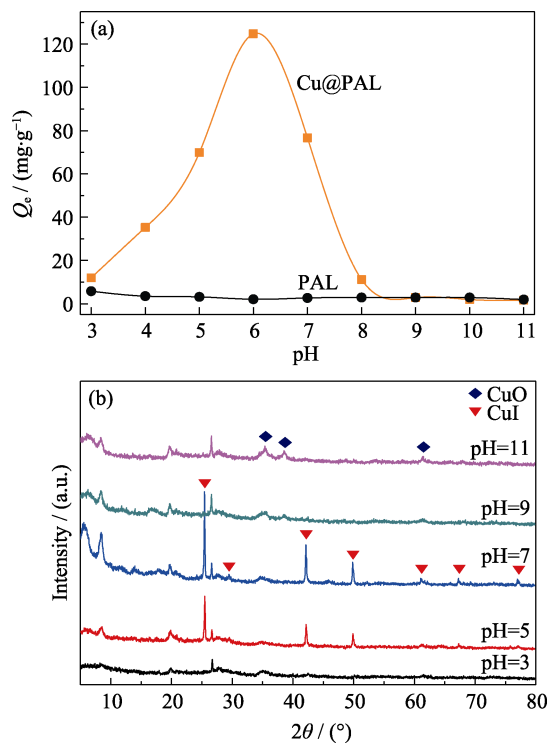 (a)
120
100
80
60
40
20
0
Qe / (mg·g⁻¹)
Cu@PAL
PAL
3 4 5 6 7 8 9 10 11
pH
(b)
CuO
CuI
pH=11
pH=9
pH=7
pH=5
pH=3
Intensity / (a.u.)
10 20 30 40 50 60 70 80
2θ / (°)